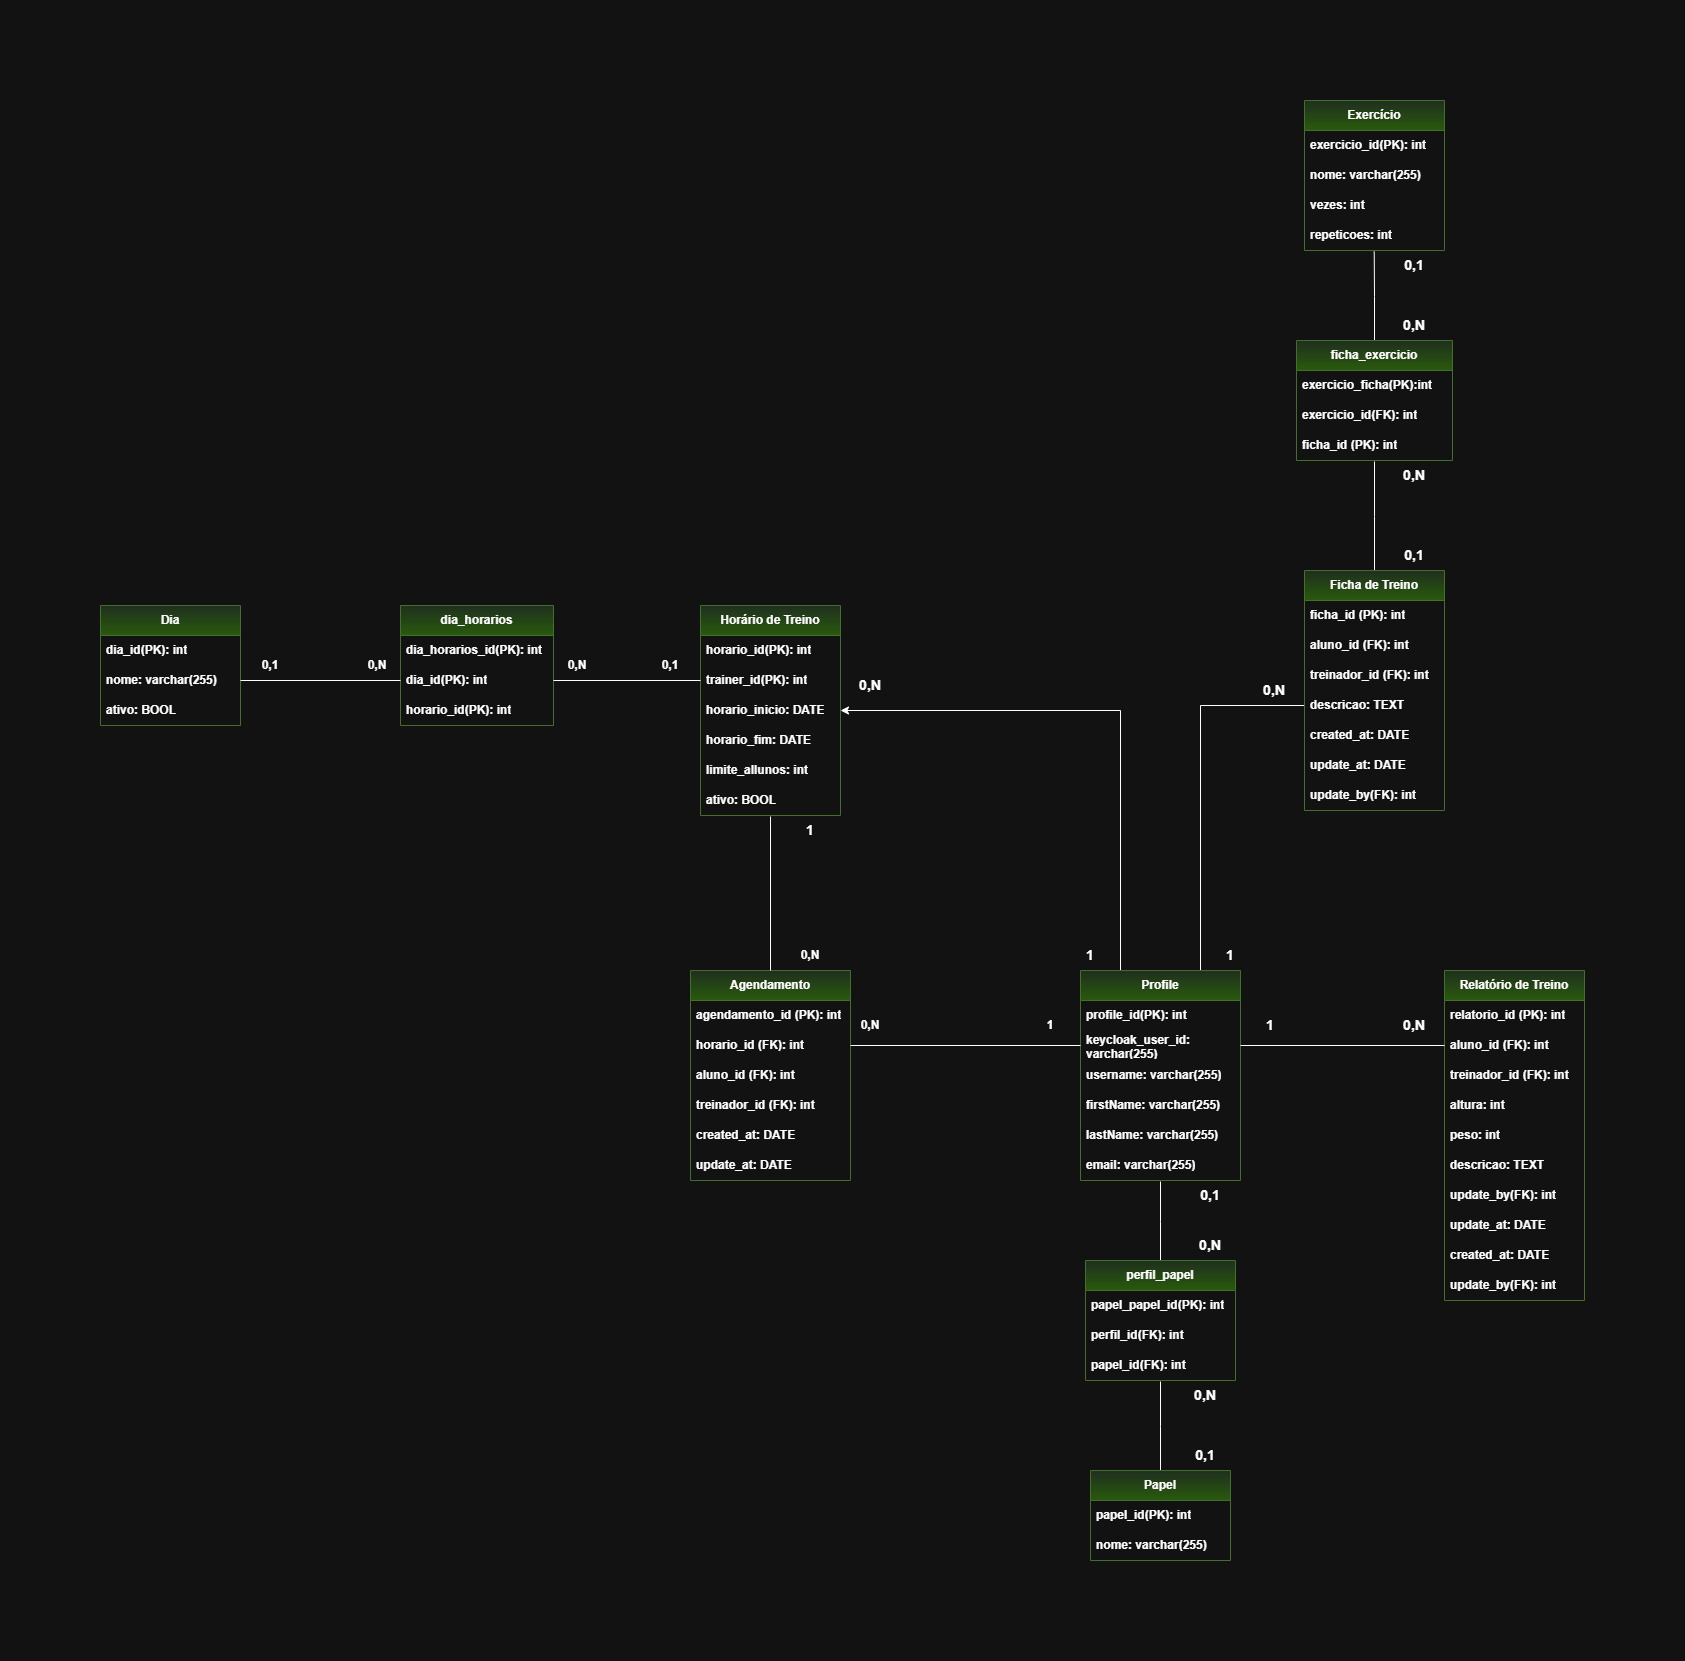 Exercício
exercicio_id(PK): int
nome: varchar(255)
vezes: int
repeticoes: int
0,1
0,N
ficha_exercicio
exercicio_ficha(PK):int
exercicio_id(FK): int
ficha_id (PK): int
0,N
0,1
Ficha de Treino
ficha_id (PK): int
aluno_id (FK): int
treinador_id (FK): int
descricao: TEXT
created_at: DATE
update_at: DATE
update_by(FK): int
0,N
Dia
dia_id(PK): int
nome: varchar(255)
ativo: BOOL
0,1
0,N
dia_horarios
dia_horarios_id(PK): int
dia_id(PK): int
horario_id(PK): int
0,N
0,1
Horário de Treino
horario_id(PK): int
trainer_id(PK): int
horario_inicio: DATE
horario_fim: DATE
limite_allunos: int
ativo: BOOL
0,N
1
0,N
1
1
Agendamento
agendamento_id (PK): int
horario_id (FK): int
aluno_id (FK): int
treinador_id (FK): int
created_at: DATE
update_at: DATE
0,N
1
Profile
profile_id(PK): int
keycloak_user_id:
varchar(255)
username: varchar(255)
firstName: varchar(255)
lastName: varchar(255)
email: varchar(255)
1
0,N
Relatório de Treino
relatorio_id (PK): int
aluno_id (FK): int
treinador_id (FK): int
altura: int
peso: int
descricao: TEXT
update_by(FK): int
update_at: DATE
created_at: DATE
update_by(FK): int
0,1
0,N
perfil_papel
papel_papel_id(PK): int
perfil_id(FK): int
papel_id(FK): int
0,N
0,1
Papel
papel_id(PK): int
nome: varchar(255)